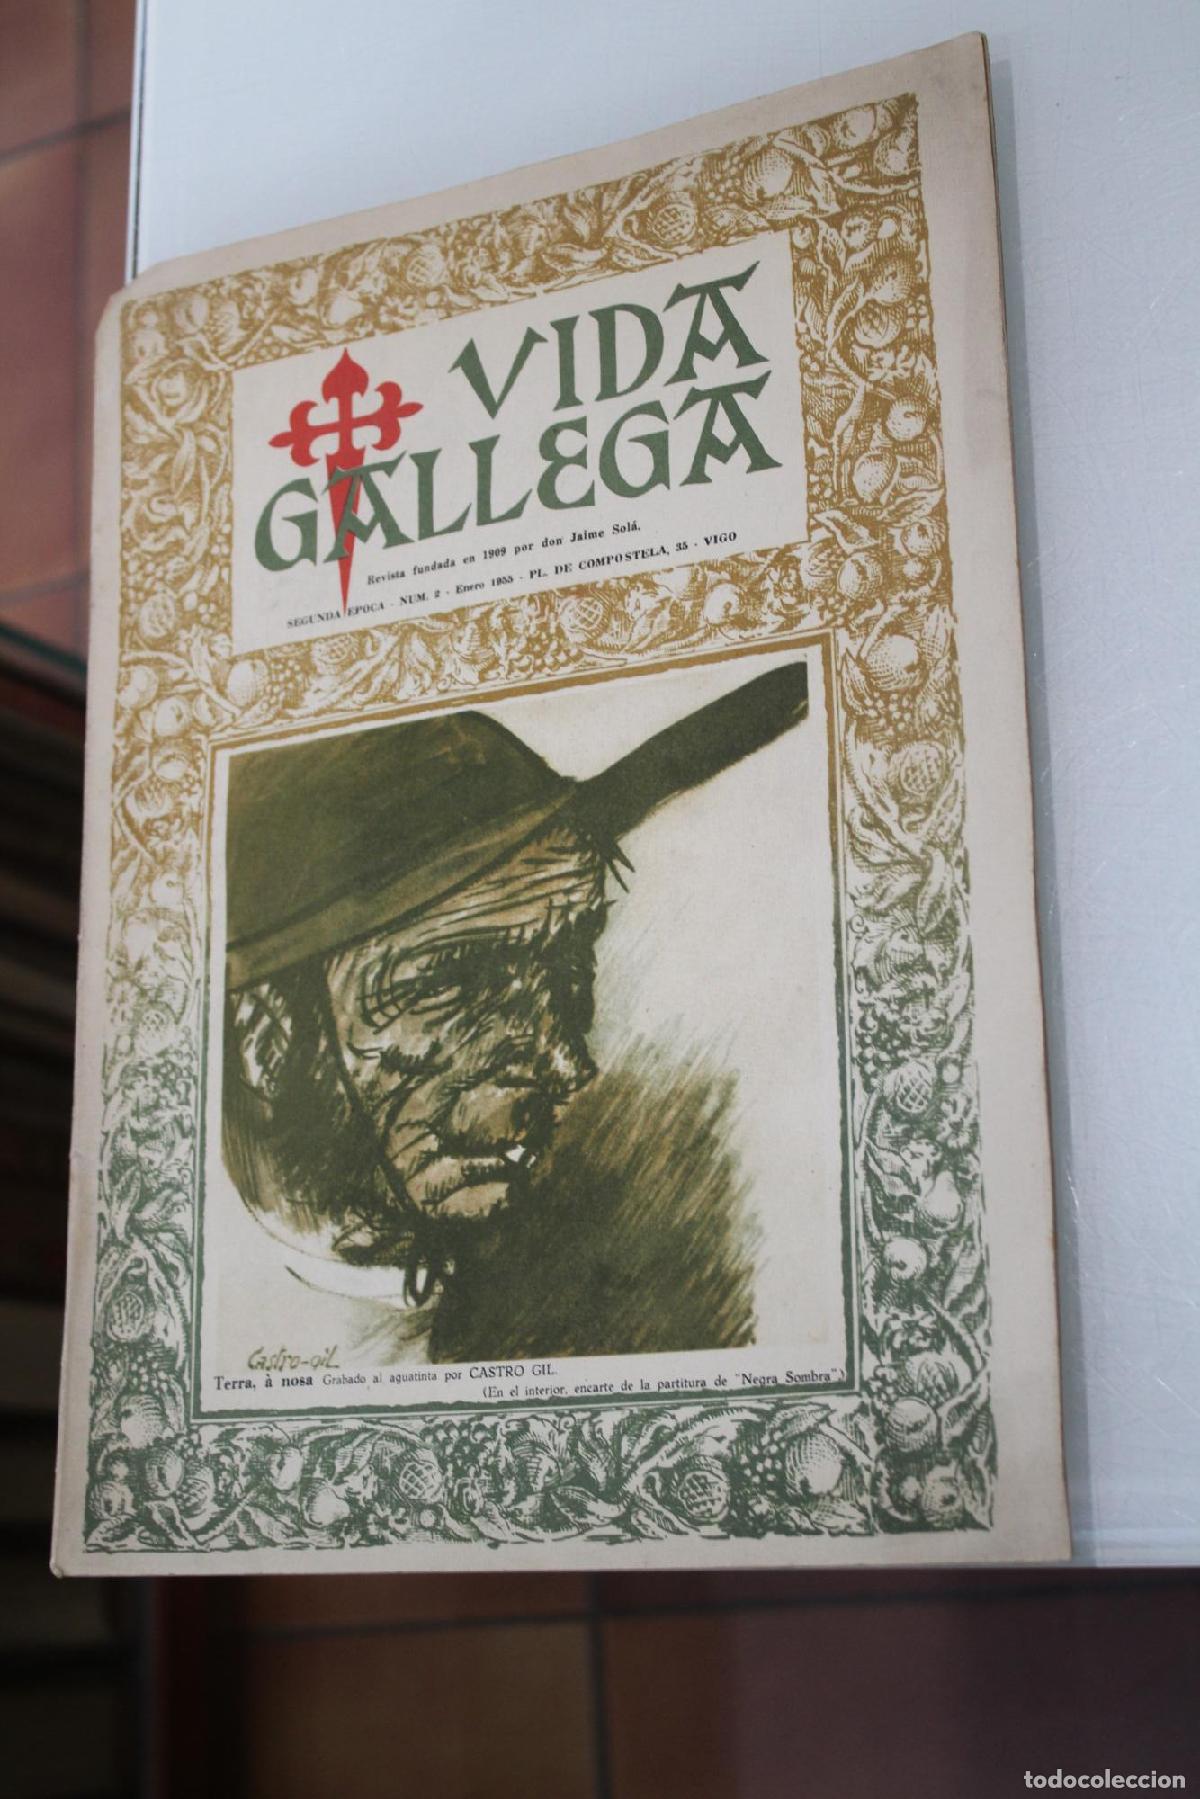 VIDA
GALLEGA
Revista fundada en 1909 por don Jaime Solá.
SEGUNDA EPOCA - NUM. 2 - Enero 1955 - PL. DE COMPOSTELA, 35 - VIGO
Castro-gil
Terra, â nosa Grabado al aguatinta por CASTRO GIL.
(En el interior, encarte de la partitura de "Negra Sombra")
todocoleccion